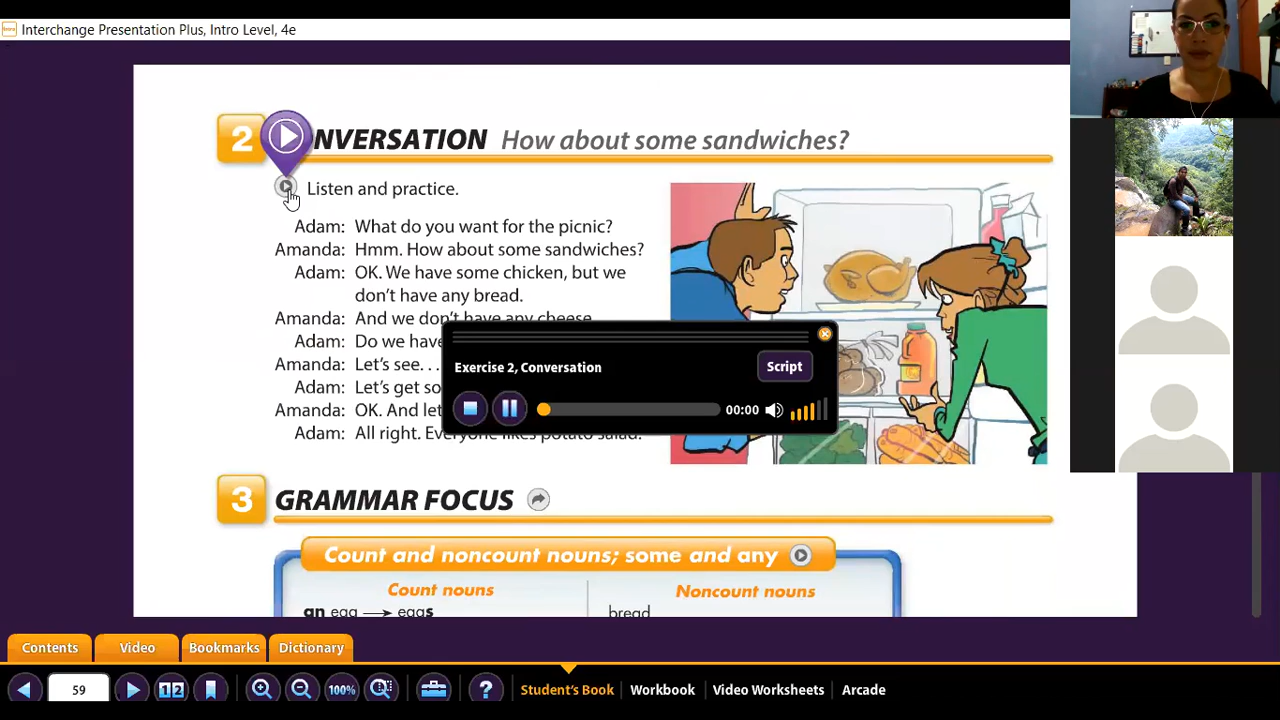 Interchange Presentation Plus, Intro Level, 4e
2 NVERSATION How about some sandwiches?
Listen and practice.
Adam: What do you want for the picnic?
Amanda: Hmm. How about some sandwiches?
Adam: OK. We have some chicken, but we
don't have any bread.
Amanda: And we don't have any cheese.
Adam: Do we have
Amanda: Let's see. . .
Adam: Let's get so
Amanda: OK. And let
Adam: All right. Everyone likes potato salad.
Exercise 2, Conversation
Script
00:00
3 GRAMMAR FOCUS
Count and noncount nouns; some and any
Count nouns
Noncount nouns
an egg → eggs
bread
Contents
Video
Bookmarks
Dictionary
59
1 2
100%
?
Student's Book
Workbook
Video Worksheets
Arcade